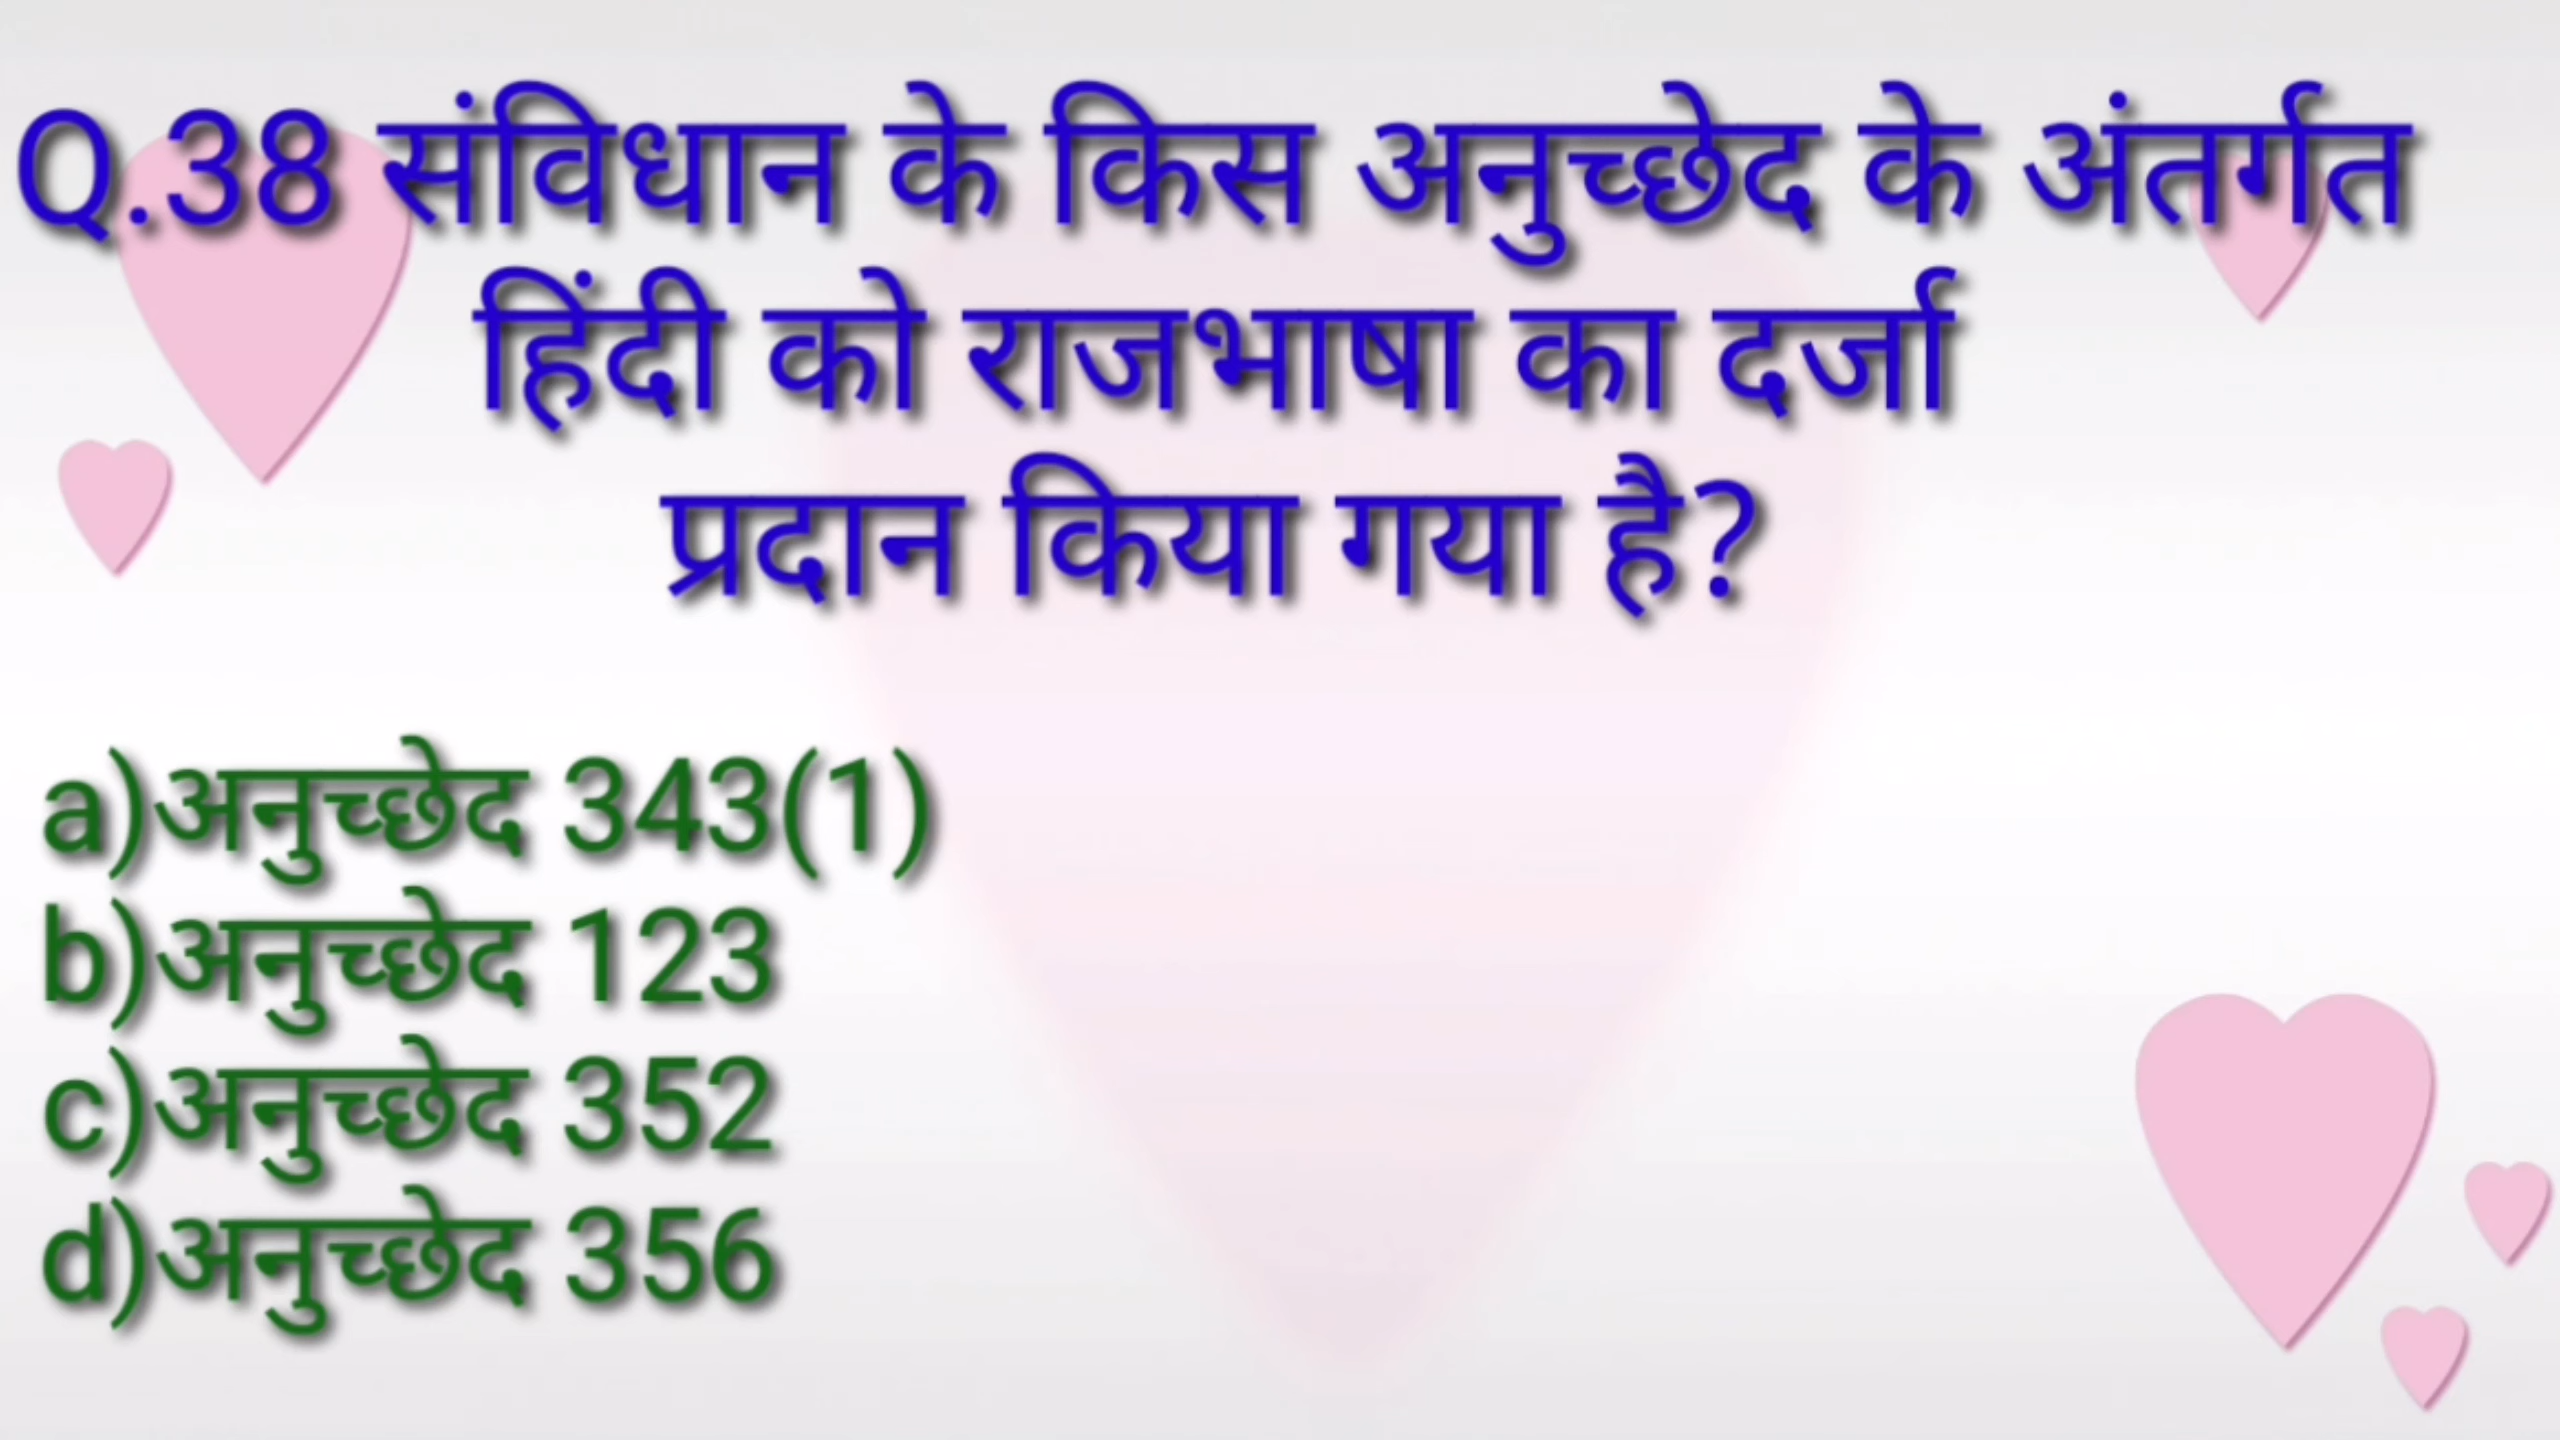 Q.38 संविधान के किस अनुच्छेद के अंतर्गत
हिंदी को राजभाषा का दर्जा
प्रदान किया गया है?
a)अनुच्छेद 343(1)
b)अनुच्छेद 123
c)अनुच्छेद 352
d)अनुच्छेद 356